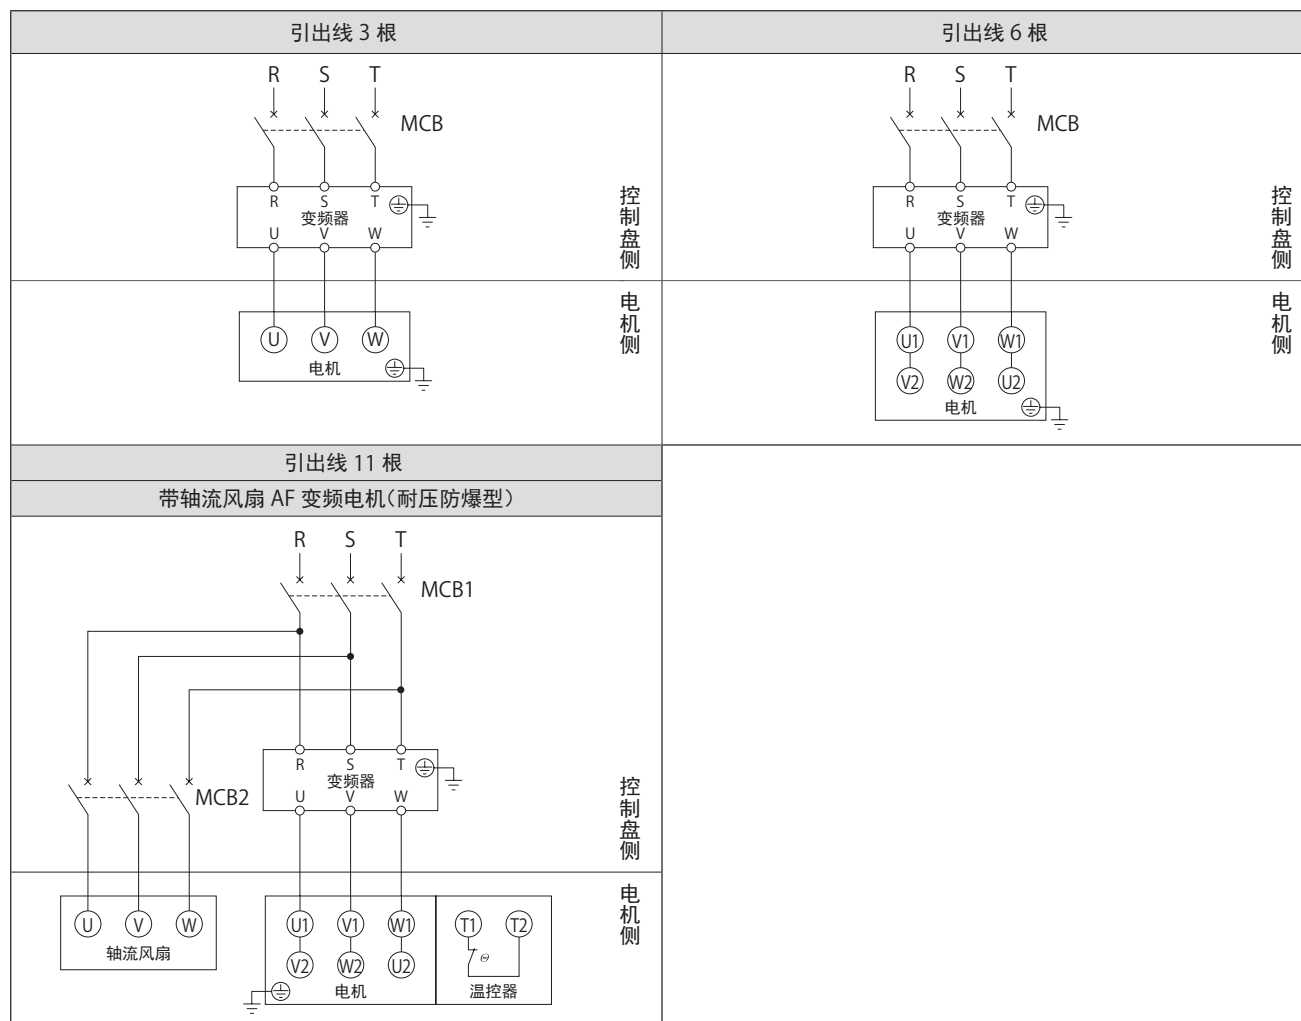 引出线 3 根
R S T
MCB
R S T
变频器
U V W
控制盘侧
电机侧
U V W
电机
引出线 6 根
R S T
MCB
R S T
变频器
U V W
控制盘侧
电机侧
U1 V1 W1
V2 W2 U2
电机
引出线 11 根
带轴流风扇 AF 变频电机(耐压防爆型)
R S T
MCB1
R S T
变频器
MCB2
U V W
控制盘侧
电机侧
U V W
轴流风扇
U1 V1 W1
V2 W2 U2
电机
T1 T2
温控器